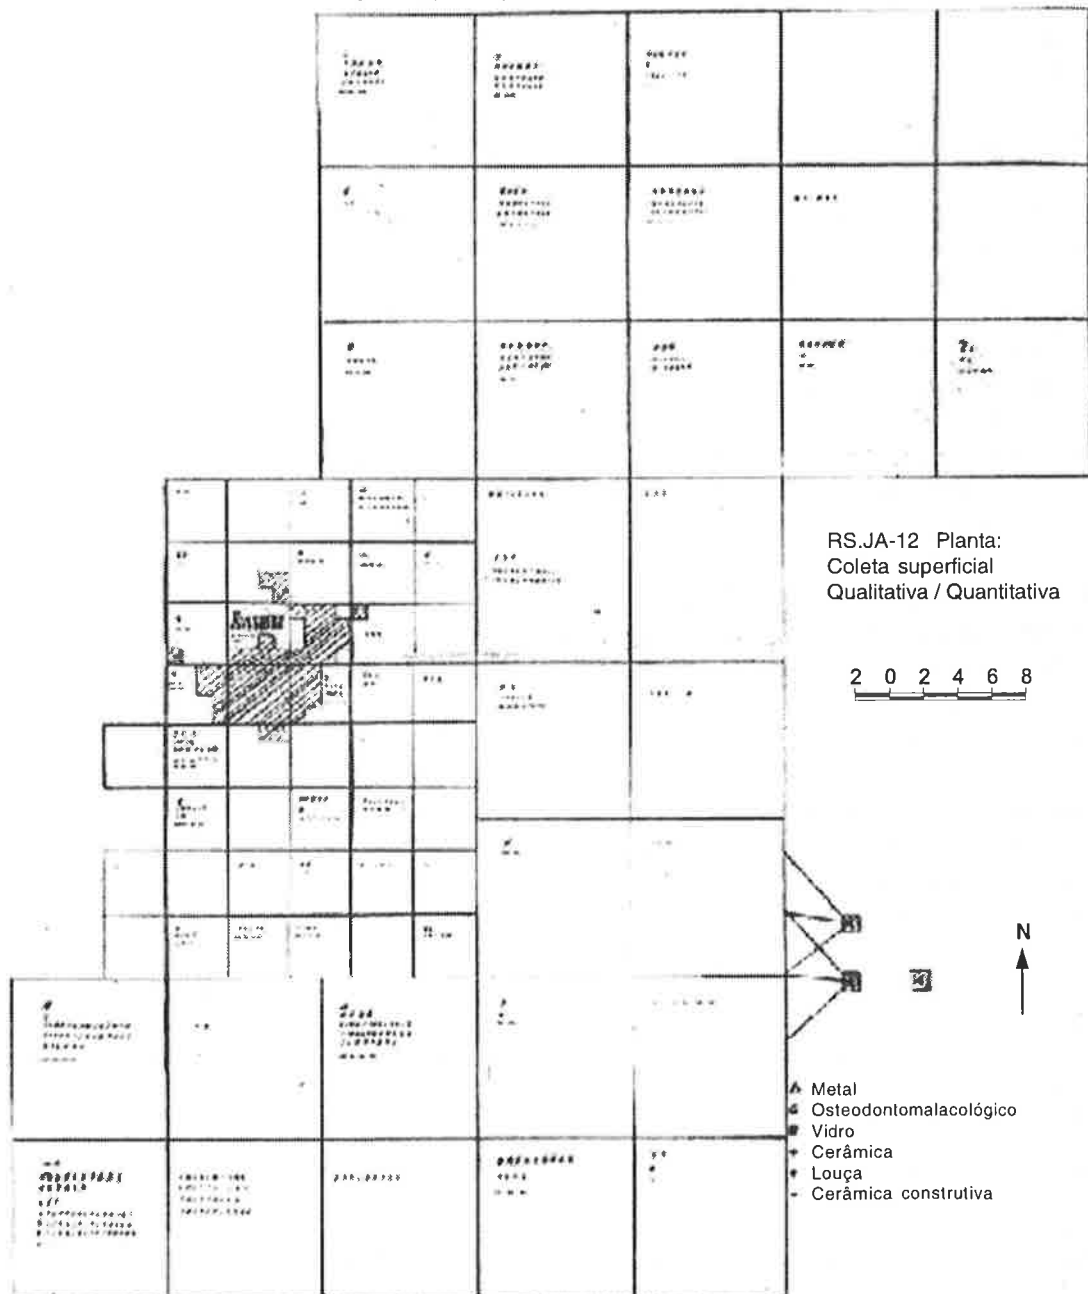 RS.JA-12 Planta:
Coleta superficial
Qualitativa / Quantitativa
2 0 2 4 6 8
N
Metal
Osteodontomalacológico
Vidro
Cerâmica
Louça
Cerâmica construtiva